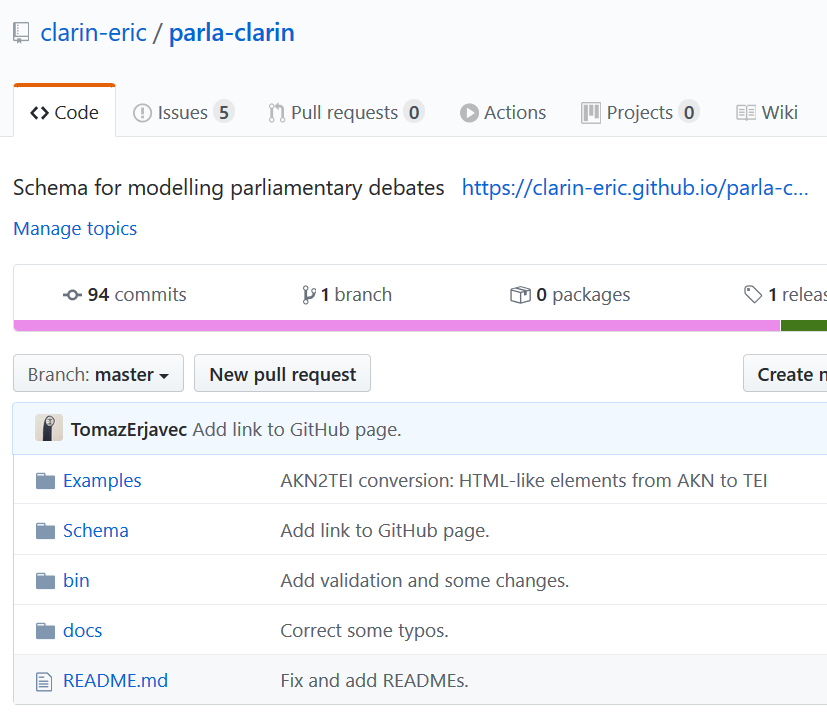 clarin-eric / parla-clarin
Code Issues 5 Pull requests 0 Actions Projects 0 Wiki
Schema for modelling parliamentary debates https://clarin-eric.github.io/parla-c...
Manage topics
94 commits 1 branch 0 packages 1 releas
Branch: master New pull request Create n
TomazErjavec Add link to GitHub page.
Examples AKN2TEI conversion: HTML-like elements from AKN to TEI
Schema Add link to GitHub page.
bin Add validation and some changes.
docs Correct some typos.
README.md Fix and add READMEs.